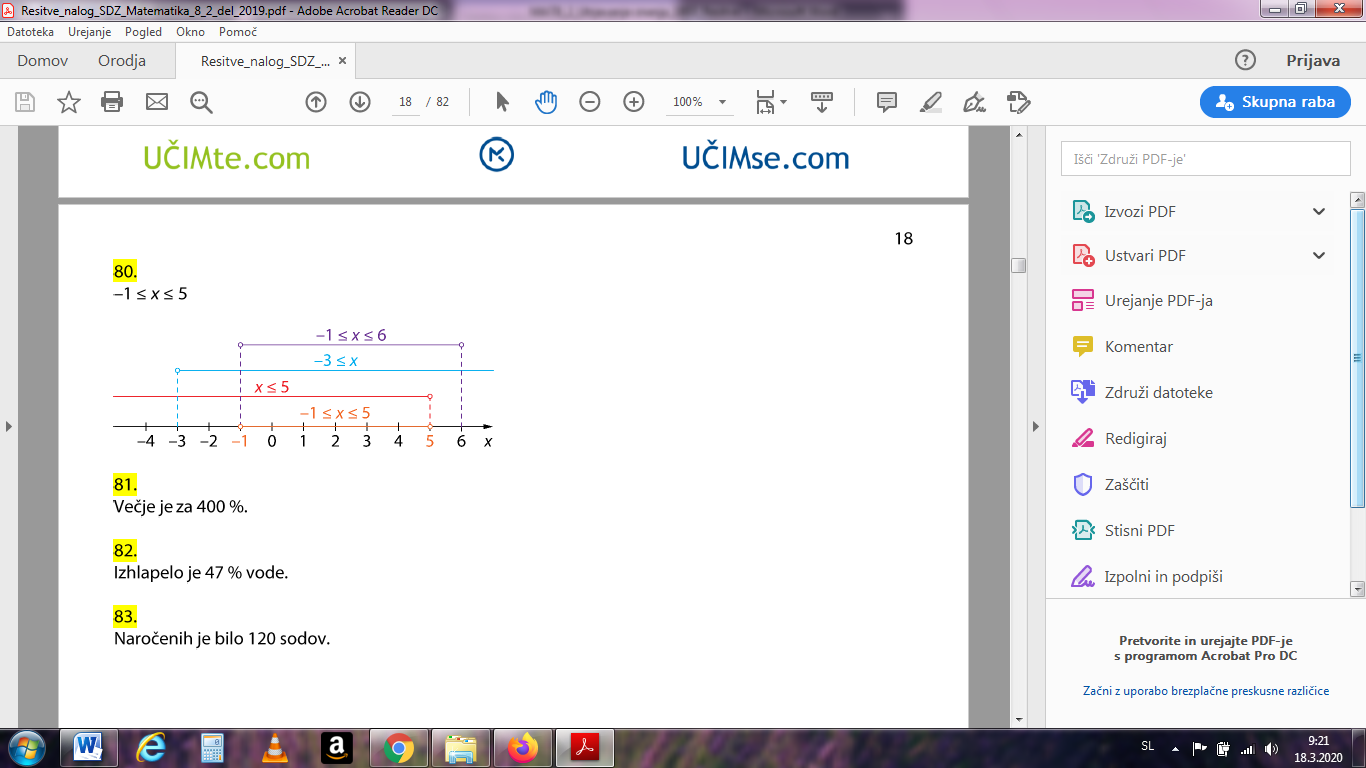 Resitve_nalog_SDZ_Matematika_8_2_del_2019.pdf - Adobe Acrobat Reader DC
Datoteka Urejanje Pogled Okno Pomoč
Domov Orodja Resitve_nalog_SDZ_... × Prijava
18 / 82 100% Skupna raba
UČIMte.com UČIMse.com
18
80.
–1 ≤ x ≤ 5
–1 ≤ x ≤ 6
–3 ≤ x
x ≤ 5
–1 ≤ x ≤ 5
–4 –3 –2 –1 0 1 2 3 4 5 6 x
81.
Večje je za 400 %.
82.
Izhlapelo je 47 % vode.
83.
Naročenih je bilo 120 sodov.
Išči 'Združi PDF-je'
Izvozi PDF
Ustvari PDF
Urejanje PDF-ja
Komentar
Združi datoteke
Redigiraj
Zaščiti
Stisni PDF
Izpolni in podpiši
Pretvorite in urejajte PDF-je
s programom Acrobat Pro DC
Začni z uporabo brezplačne preskusne različice
SL 9:21
18.3.2020